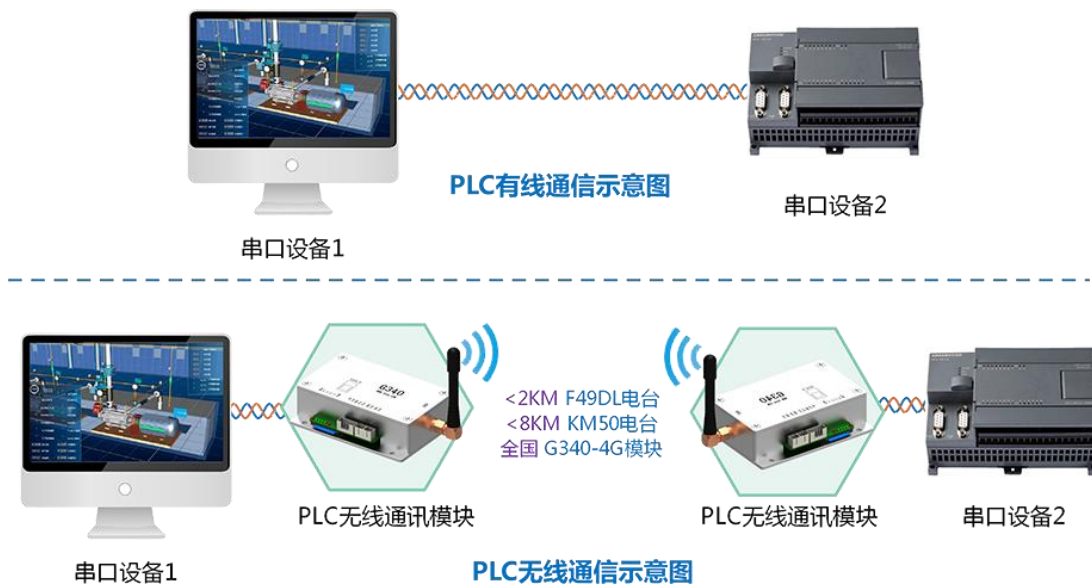 PLC有线通信示意图
串口设备2
串口设备1
G340
<2KM F49DL电台
<8KM KM50电台
全国 G340-4G模块
G340
PLC无线通讯模块
PLC无线通讯模块
串口设备2
串口设备1
PLC无线通信示意图